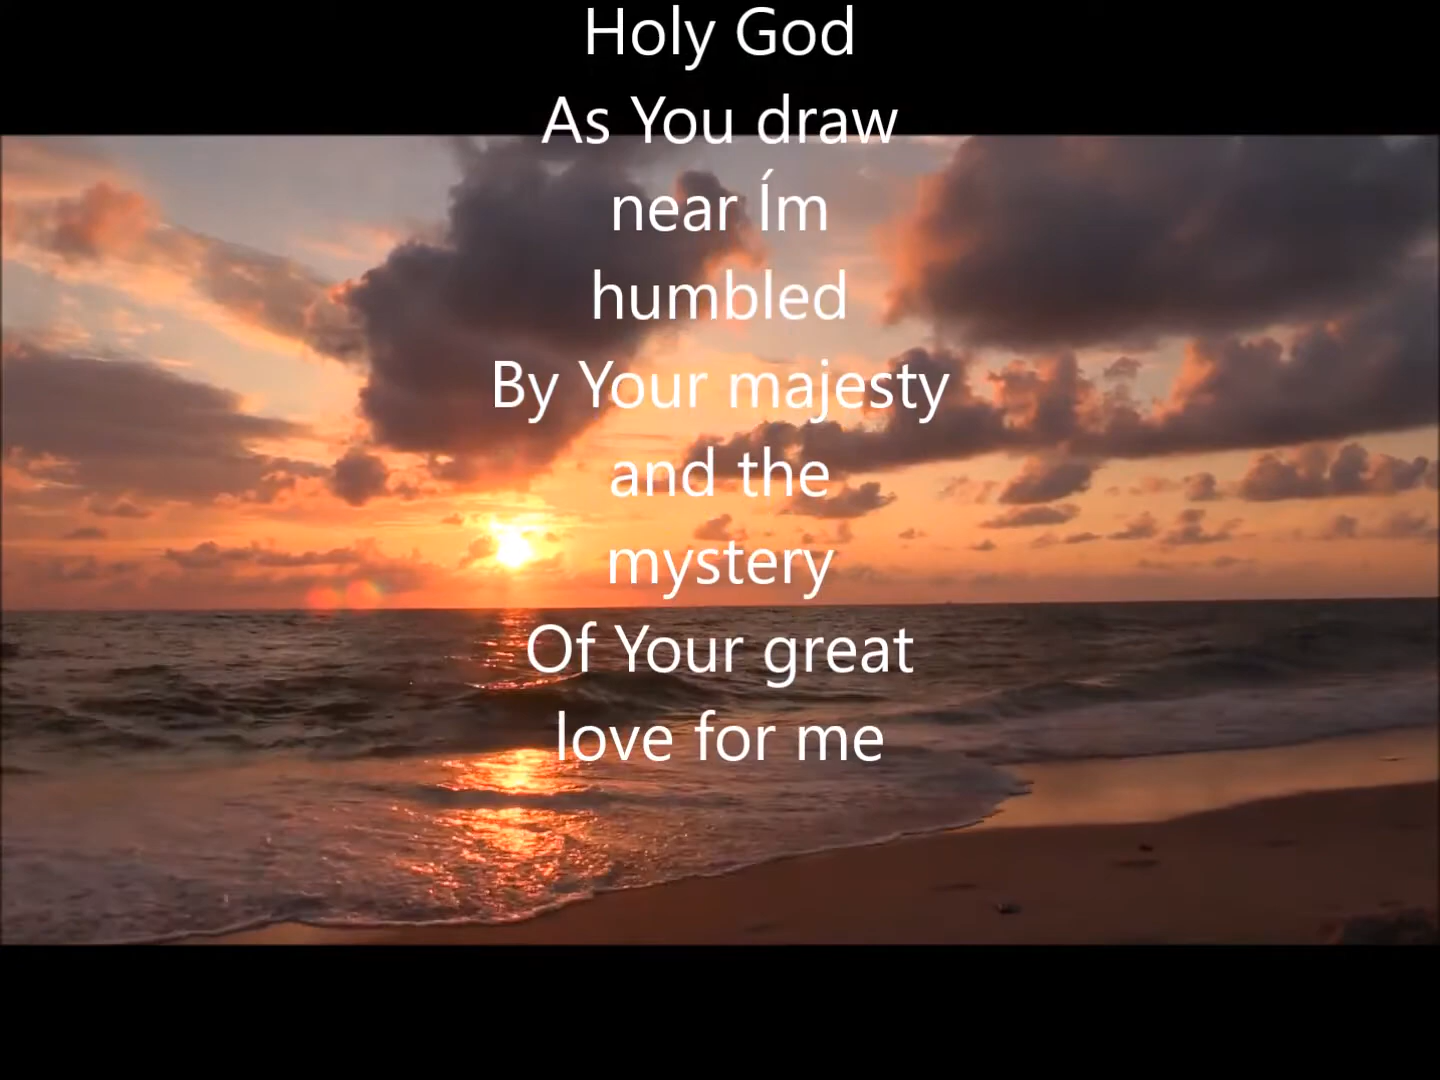 Holy God
As You draw
near Ím
humbled
By Your majesty
and the
mystery
Of Your great
love for me